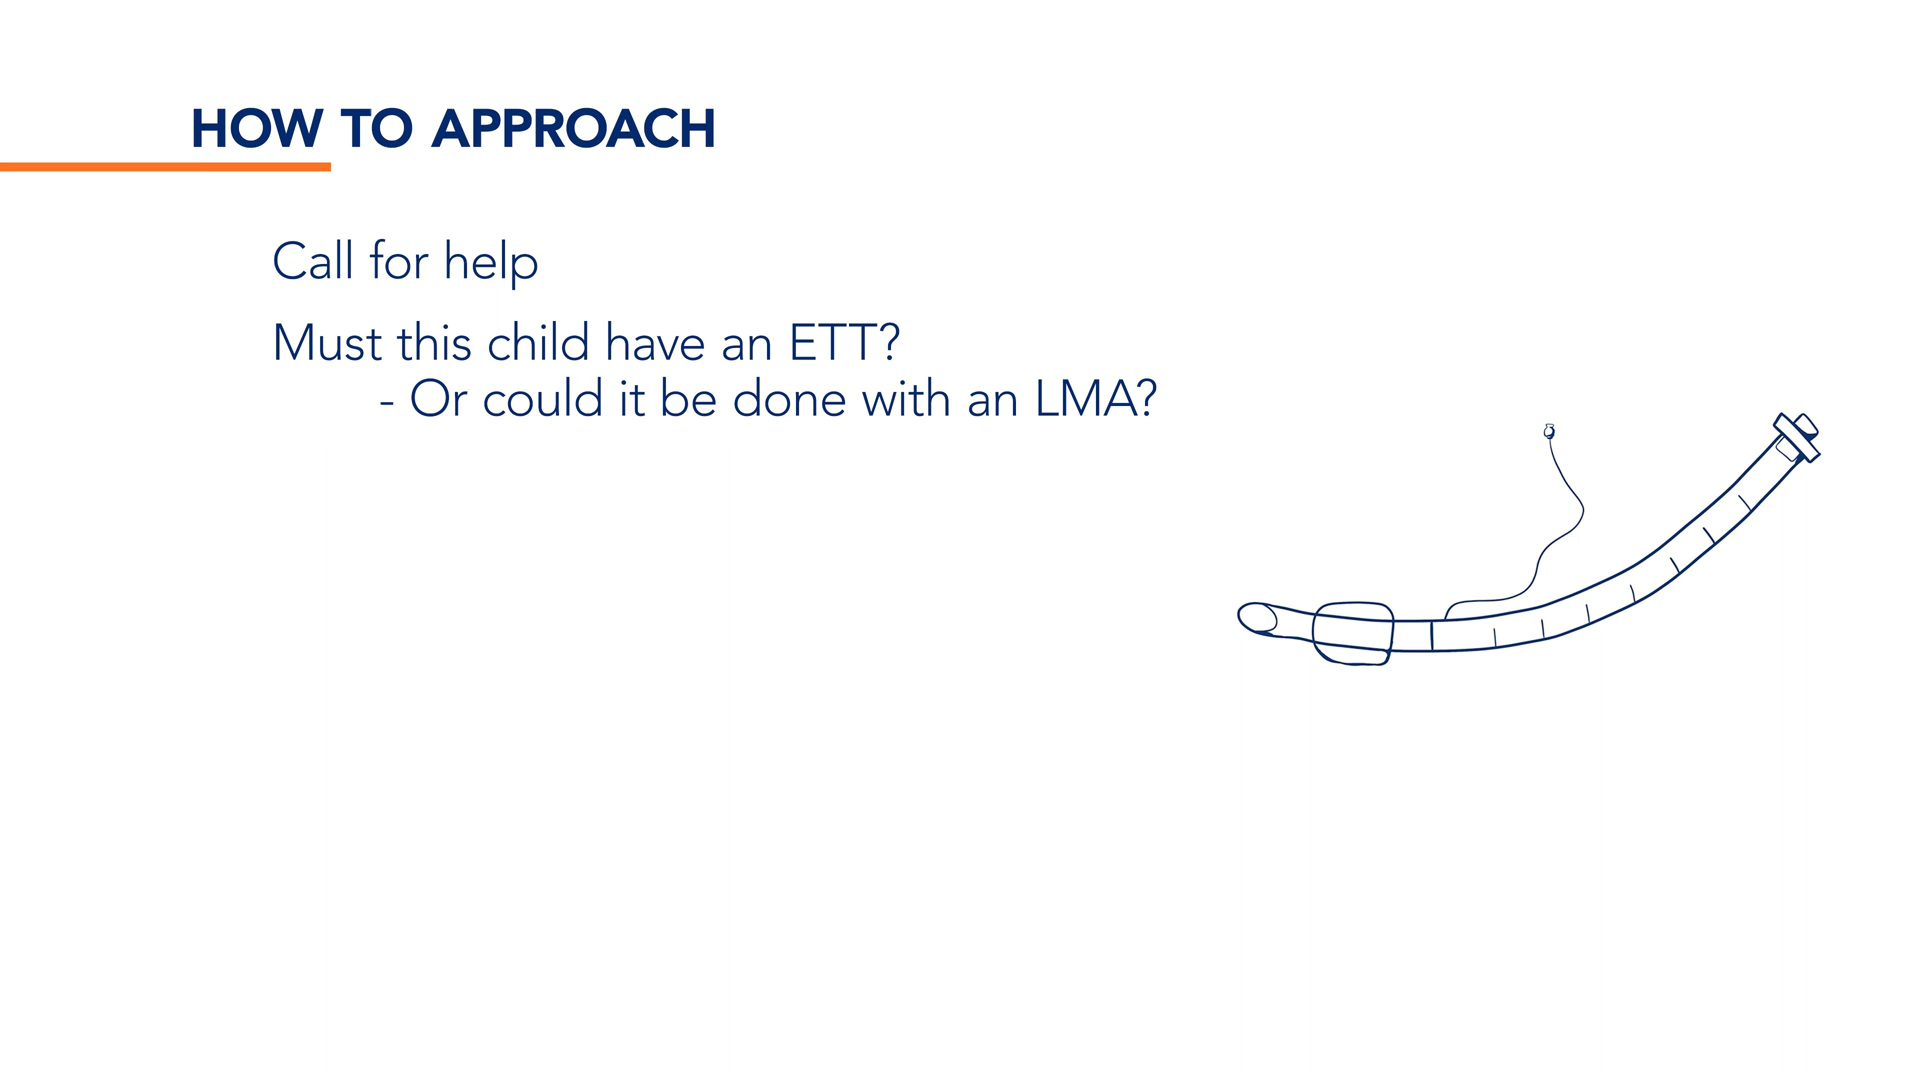 HOW TO APPROACH
Call for help
Must this child have an ETT?
- Or could it be done with an LMA?